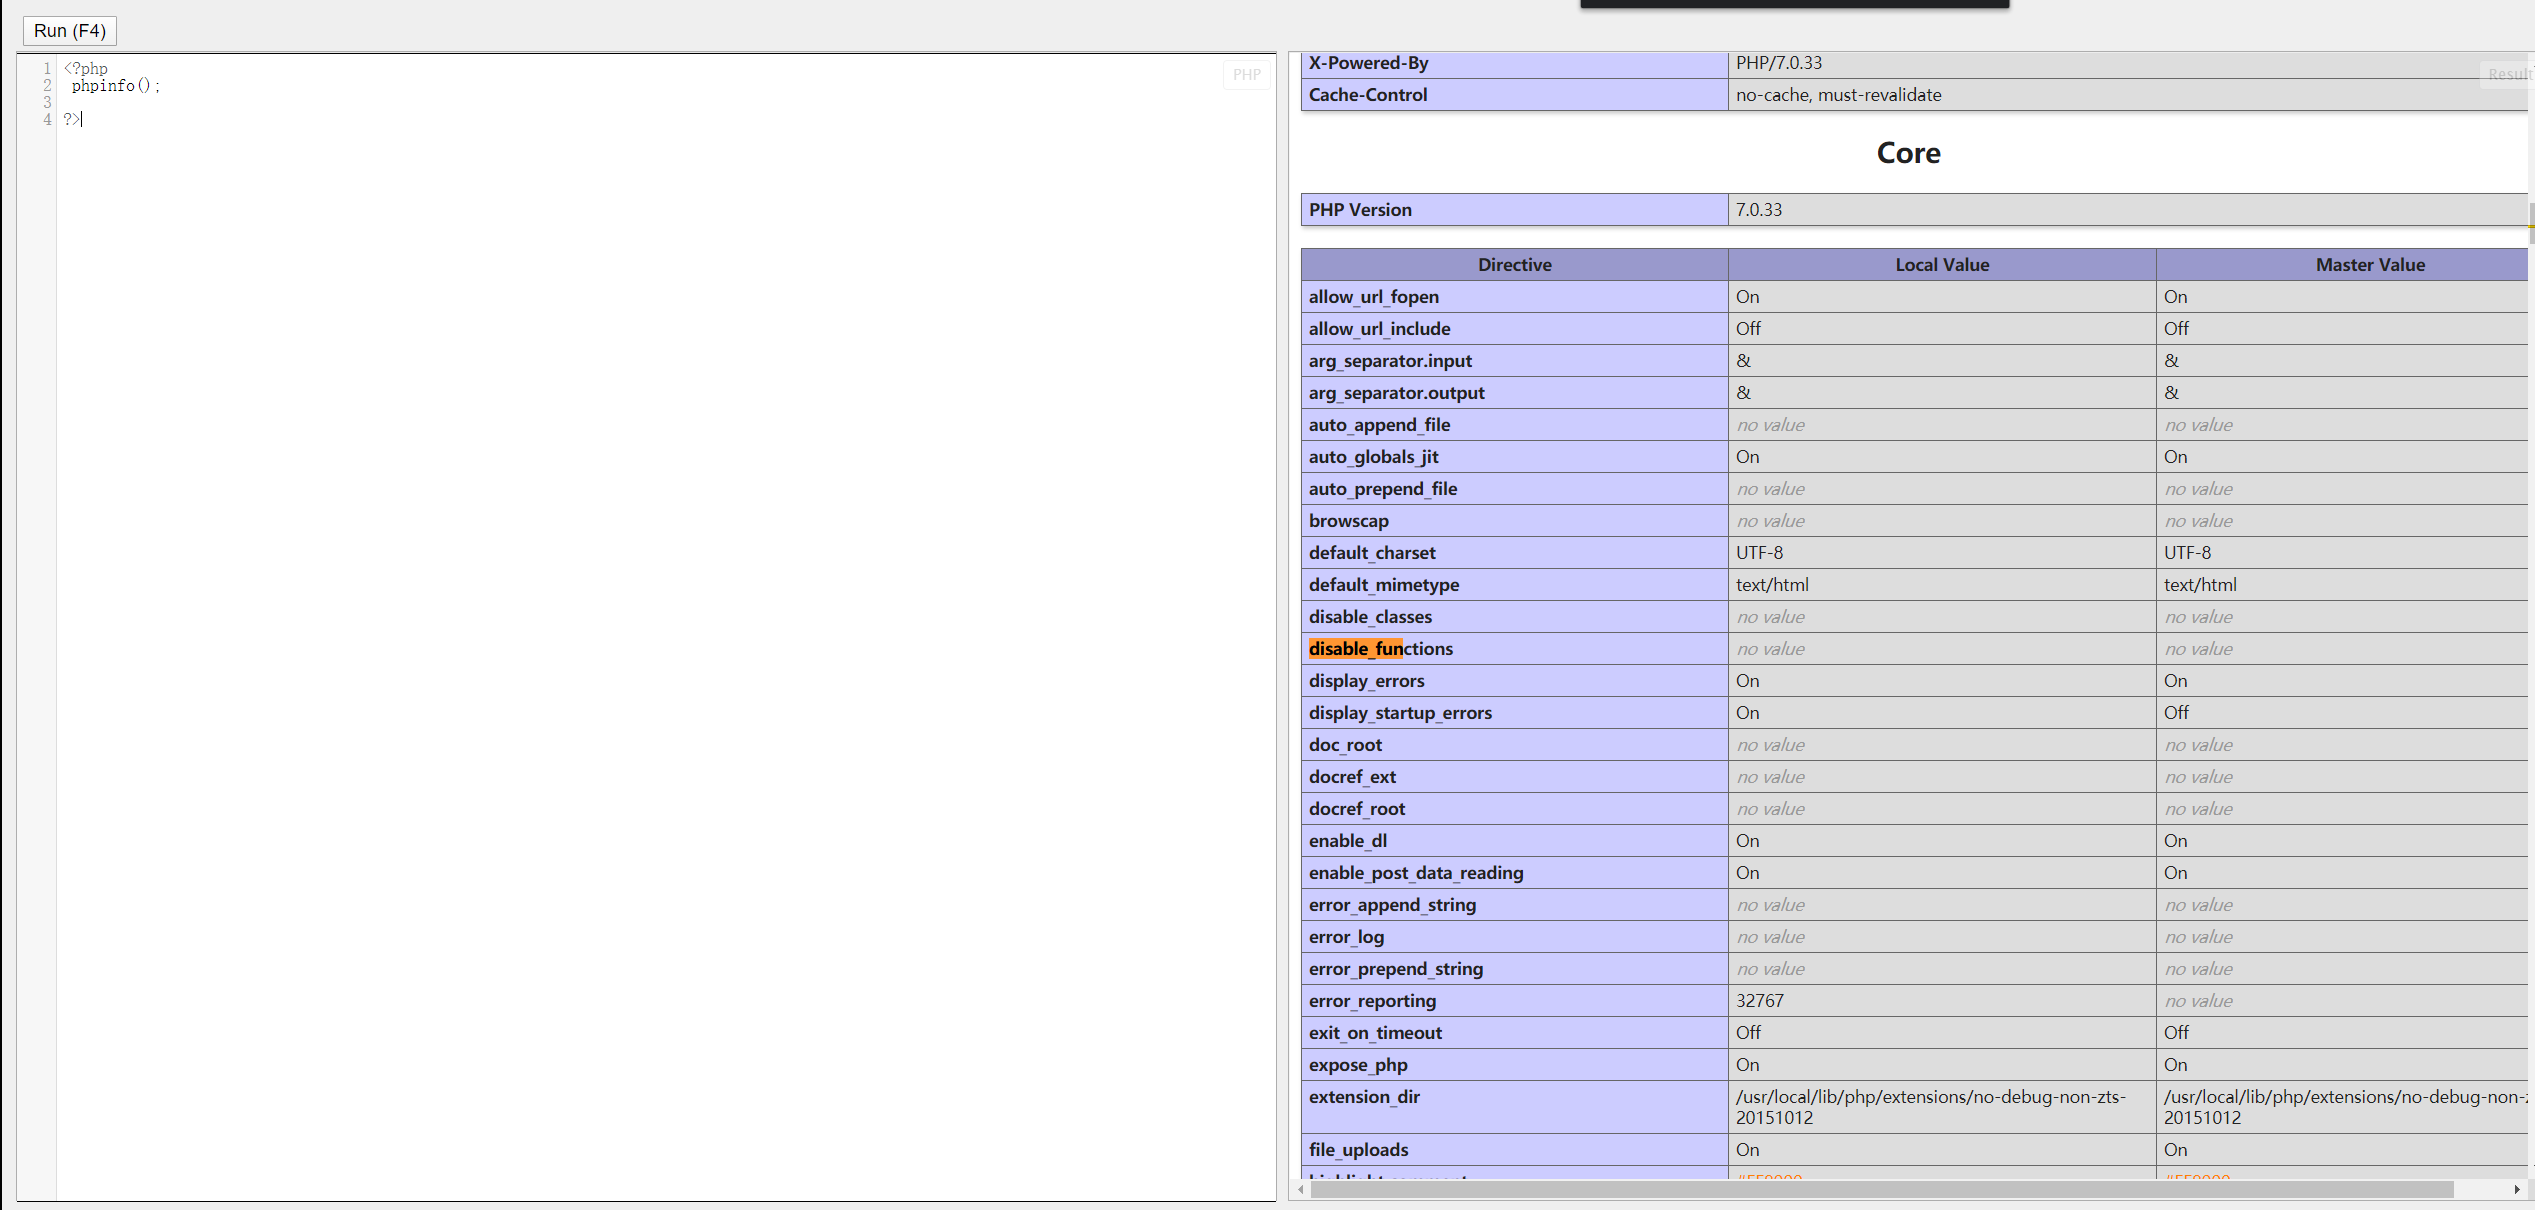 Run (F4)
1 <?php
2 phpinfo();
3
4 ?>
PHP
Result
X-Powered-By PHP/7.0.33
Cache-Control no-cache, must-revalidate
Core
PHP Version 7.0.33
Directive Local Value Master Value
allow_url_fopen On On
allow_url_include Off Off
arg_separator.input & &
arg_separator.output & &
auto_append_file no value no value
auto_globals_jit On On
auto_prepend_file no value no value
browscap no value no value
default_charset UTF-8 UTF-8
default_mimetype text/html text/html
disable_classes no value no value
disable_functions no value no value
display_errors On On
display_startup_errors On Off
doc_root no value no value
docref_ext no value no value
docref_root no value no value
enable_dl On On
enable_post_data_reading On On
error_append_string no value no value
error_log no value no value
error_prepend_string no value no value
error_reporting 32767 no value
exit_on_timeout Off Off
expose_php On On
extension_dir /usr/local/lib/php/extensions/no-debug-non-zts- /usr/local/lib/php/extensions/no-debug-non-
20151012 20151012
file_uploads On On